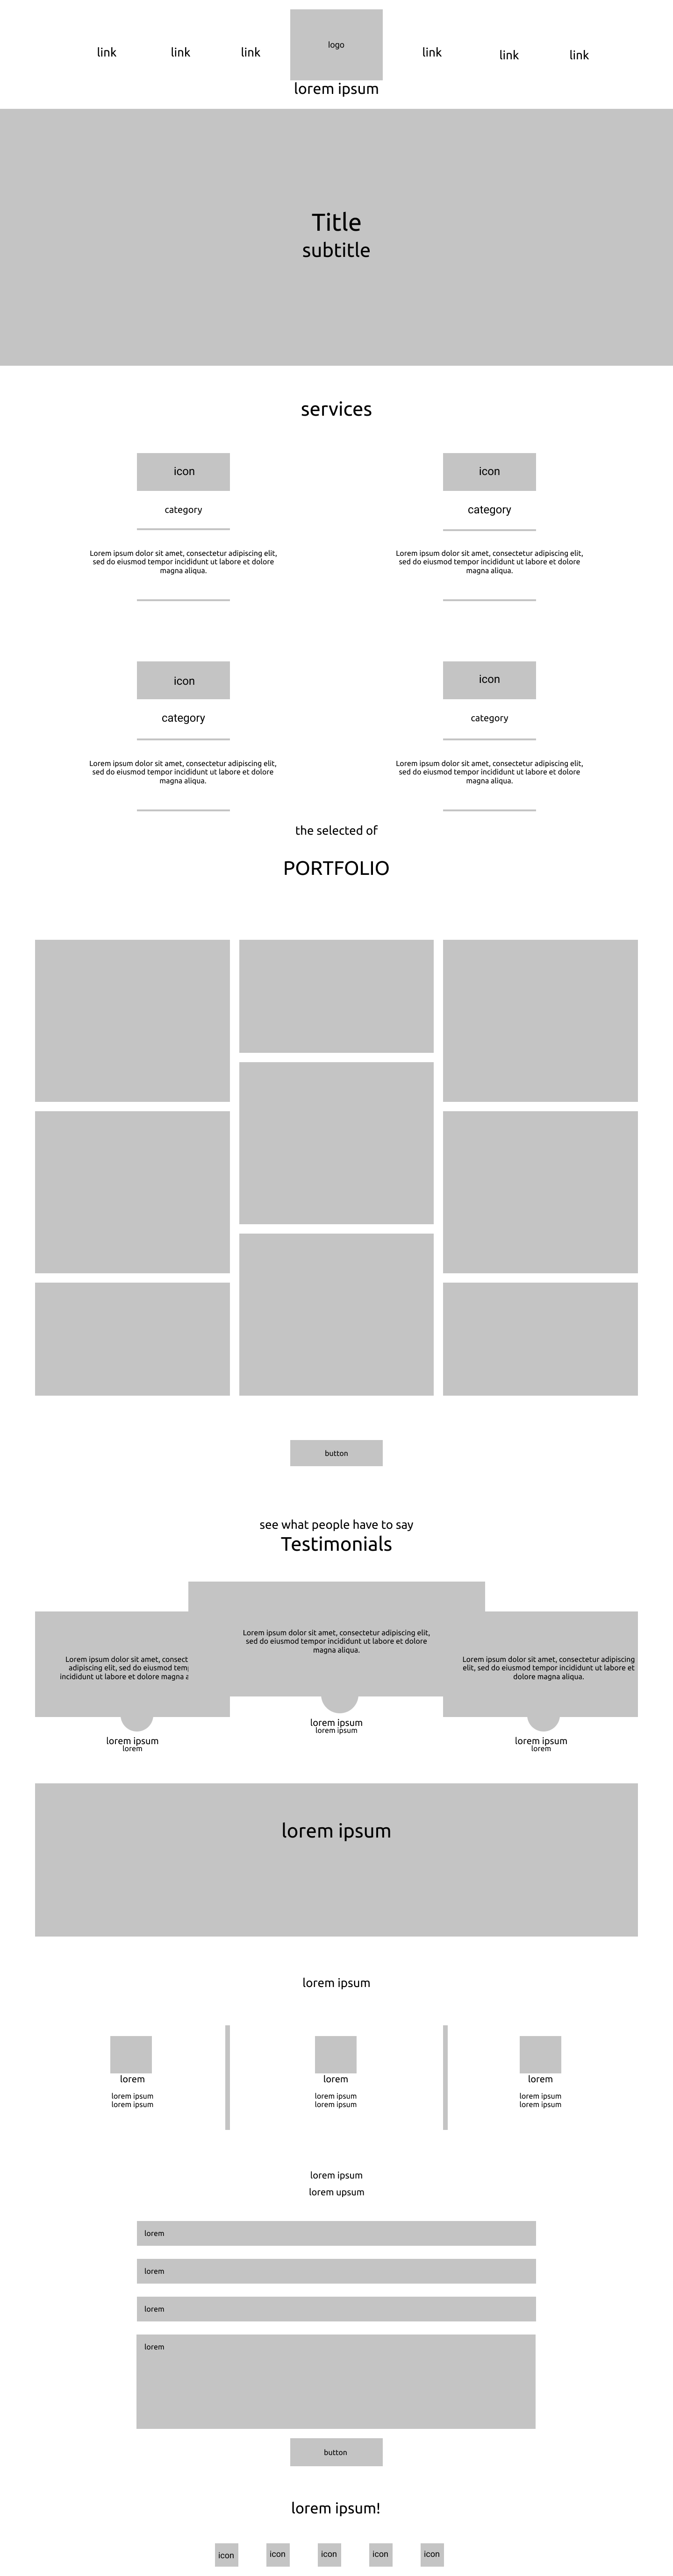 link
link
link
logo
link
link
link
lorem ipsum
Title
subtitle
services
icon
category
Lorem ipsum dolor sit amet, consectetur adipiscing elit,
sed do eiusmod tempor incididunt ut labore et dolore
magna aliqua.
icon
category
Lorem ipsum dolor sit amet, consectetur adipiscing elit,
sed do eiusmod tempor incididunt ut labore et dolore
magna aliqua.
icon
category
Lorem ipsum dolor sit amet, consectetur adipiscing elit,
sed do eiusmod tempor incididunt ut labore et dolore
magna aliqua.
icon
category
Lorem ipsum dolor sit amet, consectetur adipiscing elit,
sed do eiusmod tempor incididunt ut labore et dolore
magna aliqua.
the selected of
PORTFOLIO
button
see what people have to say
Testimonials
Lorem ipsum dolor sit amet, consect
adipiscing elit, sed do eiusmod temp
incididunt ut labore et dolore magna a
lorem ipsum
lorem
Lorem ipsum dolor sit amet, consectetur adipiscing elit,
sed do eiusmod tempor incididunt ut labore et dolore
magna aliqua.
lorem ipsum
lorem ipsum
Lorem ipsum dolor sit amet, consectetur adipiscing
elit, sed do eiusmod tempor incididunt ut labore et
dolore magna aliqua.
lorem ipsum
lorem
lorem ipsum
lorem ipsum
lorem
lorem ipsum
lorem ipsum
lorem
lorem ipsum
lorem ipsum
lorem
lorem ipsum
lorem ipsum
lorem ipsum
lorem upsum
lorem
lorem
lorem
lorem
button
lorem ipsum!
icon
icon
icon
icon
icon